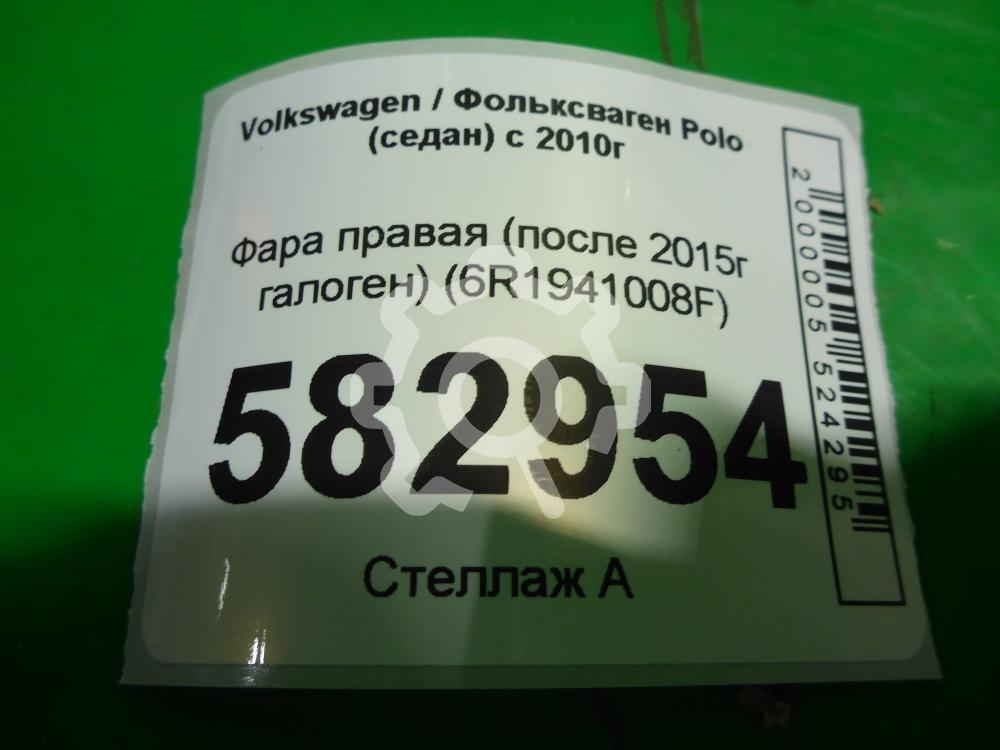 Volkswagen / Фольксваген Polo
(седан) с 2010г
Фара правая (после 2015г
галоген) (6R1941008F)
582954
Стеллаж А
2000005524295